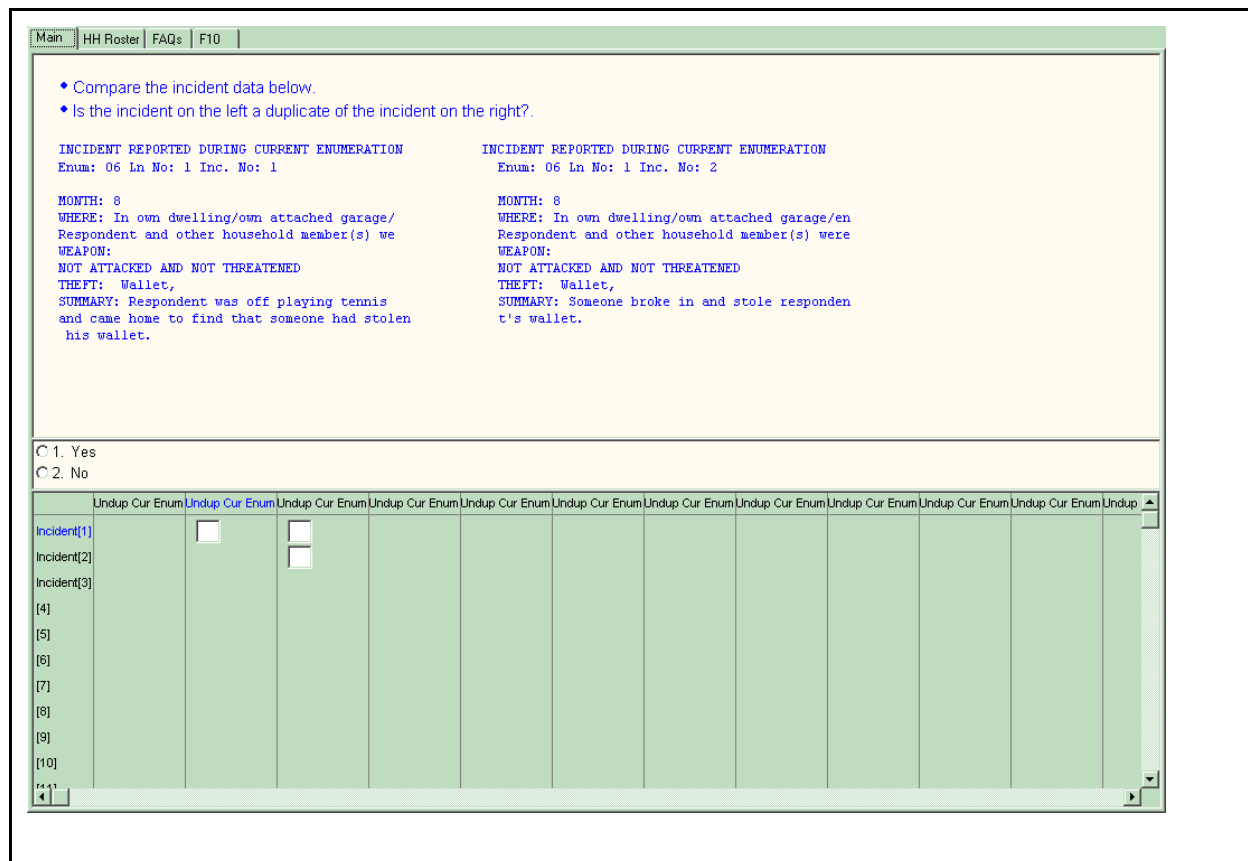 Main HH Roster FAQs F10
◆ Compare the incident data below.
◆ Is the incident on the left a duplicate of the incident on the right?.
INCIDENT REPORTED DURING CURRENT ENUMERATION
Enum: 06 Ln No: 1 Inc. No: 1
MONTH: 8
WHERE: In own dwelling/own attached garage/
Respondent and other household member(s) we
WEAPON:
NOT ATTACKED AND NOT THREATENED
THEFT: Wallet,
SUMMARY: Respondent was off playing tennis
and came home to find that someone had stolen
his wallet.
INCIDENT REPORTED DURING CURRENT ENUMERATION
Enum: 06 Ln No: 1 Inc. No: 2
MONTH: 8
WHERE: In own dwelling/own attached garage/en
Respondent and other household member(s) were
WEAPON:
NOT ATTACKED AND NOT THREATENED
THEFT: Wallet,
SUMMARY: Someone broke in and stole responden
t's wallet.
1. Yes
2. No
Undup Cur Enum Undup Cur Enum Undup Cur Enum Undup Cur Enum Undup Cur Enum Undup Cur Enum Undup Cur Enum Undup Cur Enum Undup Cur Enum Undup Cur Enum Undup Cur Enum Undup
Incident[1]
Incident[2]
Incident[3]
[4]
[5]
[6]
[7]
[8]
[9]
[10]